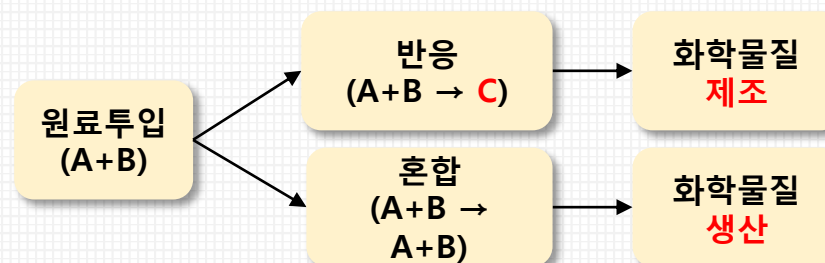 원료투입
(A+B)
반응
(A+B → C)
화학물질
제조
혼합
(A+B →
A+B)
화학물질
생산